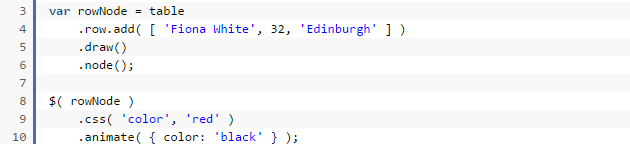 3 var rowNode = table
4     .row.add( [ 'Fiona White', 32, 'Edinburgh' ] )
5     .draw()
6     .node();
7
8 $( rowNode )
9     .css( 'color', 'red' )
10     .animate( { color: 'black' } );